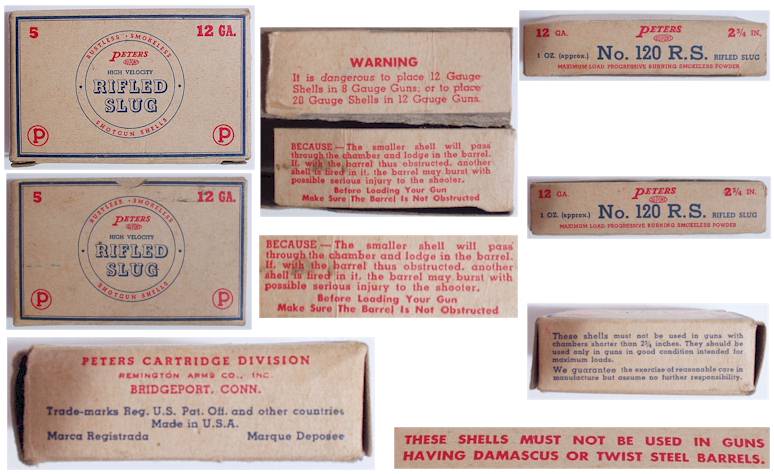 5
12 GA.
RUSTLESS · SMOKELESS
PETERS
DUPONT
HIGH VELOCITY
RIFLED
SLUG
SHOTGUN SHELLS
P
P
5
12 GA.
RUSTLESS · SMOKELESS
PETERS
DUPONT
HIGH VELOCITY
RIFLED
SLUG
SHOTGUN SHELLS
P
P
PETERS CARTRIDGE DIVISION
REMINGTON ARMS CO., INC.
BRIDGEPORT, CONN.
Trade-marks Reg. U.S. Pat. Off. and other countries
Made in U.S.A.
Marca Registrada
Marque Deposee
WARNING
It is dangerous to place 12 Gauge
Shells in 8 Gauge Guns; or to place
20 Gauge Shells in 12 Gauge Guns.
BECAUSE—The smaller shell will pass
through the chamber and lodge in the barrel.
If, with the barrel thus obstructed, another
shell is fired in it, the barrel may burst with
possible serious injury to the shooter.
Before Loading Your Gun
Make Sure The Barrel Is Not Obstructed
BECAUSE—The smaller shell will pass
through the chamber and lodge in the barrel.
If, with the barrel thus obstructed, another
shell is fired in it, the barrel may burst with
possible serious injury to the shooter.
Before Loading Your Gun
Make Sure The Barrel Is Not Obstructed
12 GA.
PETERS
DUPONT
2¾ IN.
1 OZ. (approx.) No. 120 R.S. RIFLED SLUG
MAXIMUM LOAD PROGRESSIVE BURNING SMOKELESS POWDER
12 GA.
PETERS
DUPONT
2¾ IN.
1 OZ. (approx.) No. 120 R.S. RIFLED SLUG
MAXIMUM LOAD PROGRESSIVE BURNING SMOKELESS POWDER
These shells must not be used in guns with
chambers shorter than 2¾ inches. They should be
used only in guns in good condition intended for
maximum loads.
We guarantee the exercise of reasonable care in
manufacture but assume no further responsibility.
THESE SHELLS MUST NOT BE USED IN GUNS
HAVING DAMASCUS OR TWIST STEEL BARRELS.